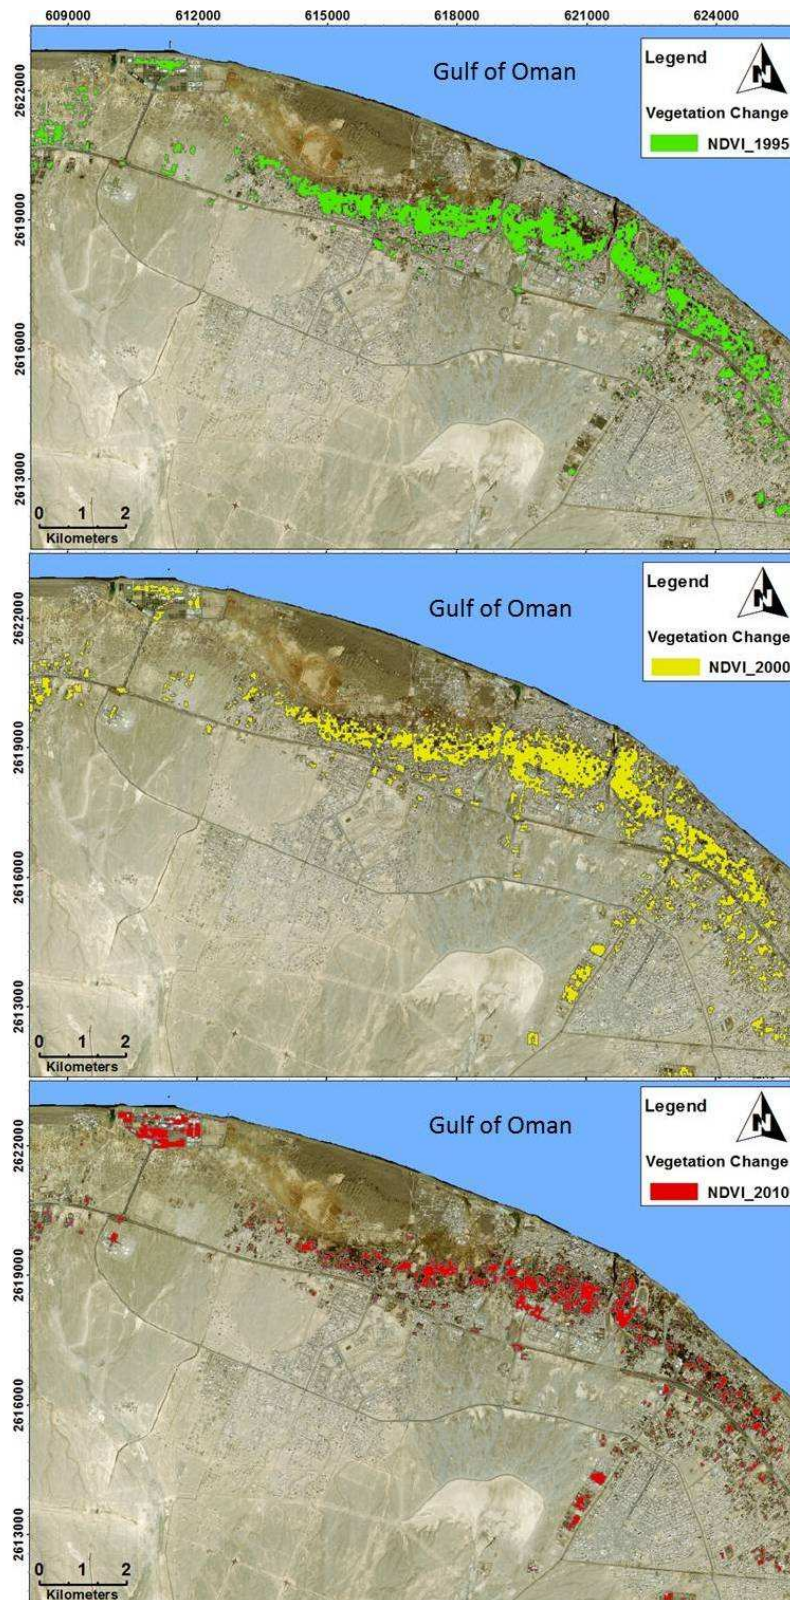 609000 612000 615000 618000 621000 624000
2622000
2619000
2616000
2613000
Gulf of Oman
Legend
N
Vegetation Change
NDVI_1995
0 1 2
Kilometers
2622000
2619000
2616000
2613000
Gulf of Oman
Legend
N
Vegetation Change
NDVI_2000
0 1 2
Kilometers
2622000
2619000
2616000
2613000
Gulf of Oman
Legend
N
Vegetation Change
NDVI_2010
0 1 2
Kilometers